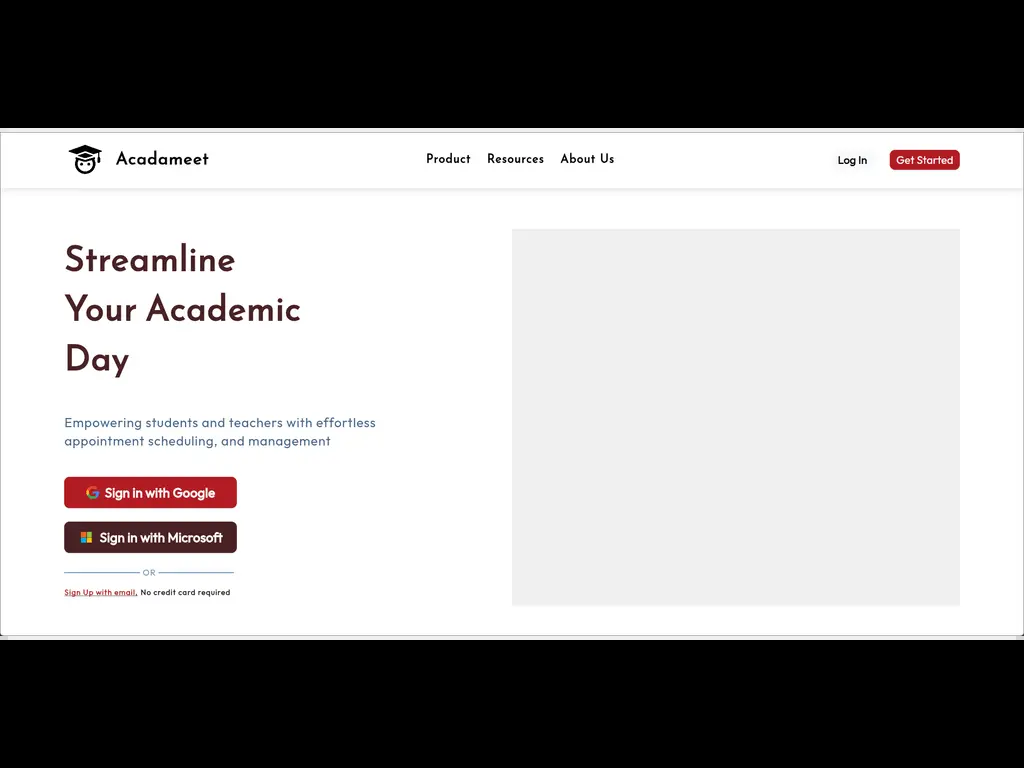 Acadameet
Product
Resources
About Us
Log In
Get Started
Streamline
Your Academic
Day
Empowering students and teachers with effortless
appointment scheduling, and management
Sign in with Google
Sign in with Microsoft
OR
Sign Up with email. No credit card required